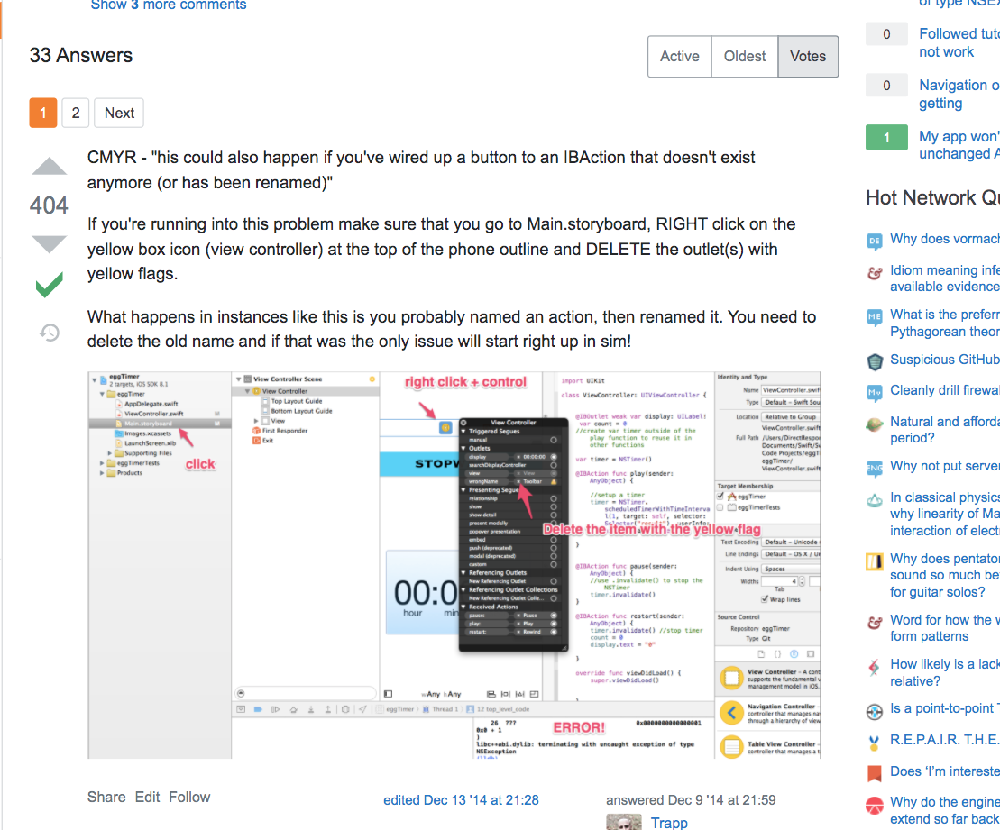 Show 3 more comments
33 Answers
Active Oldest Votes
1 2 Next
404
CMYR - "his could also happen if you've wired up a button to an IBAction that doesn't exist
anymore (or has been renamed)"
If you're running into this problem make sure that you go to Main.storyboard, RIGHT click on the
yellow box icon (view controller) at the top of the phone outline and DELETE the outlet(s) with
yellow flags.
What happens in instances like this is you probably named an action, then renamed it. You need to
delete the old name and if that was the only issue will start right up in sim!
eggTimer
2 targets, iOS SDK 8.1
eggTimer
AppDelegate.swift
ViewController.swift M
Main.storyboard M
Images.xcassets
LaunchScreen.xib
Supporting Files
eggTimerTests
Products
click
View Controller Scene
View Controller
Top Layout Guide
Bottom Layout Guide
View
First Responder
Exit
right click + control
STOPW
00:0
hour min
View Controller
Triggered Segues
manual
Outlets
display 00:00:00
searchDisplayController
view View
wrongName Toolbar
Presenting Segue
relationship
show
show detail
present modally
popover presentation
embed
push (deprecated)
modal (deprecated)
custom
Referencing Outlets
New Referencing Outlet
Referencing Outlet Collections
New Referencing Outlet Colle...
Received Actions
pause: Pause
play: Play
restart: Rewind
Delete the item with the yellow flag
import UIKit
class ViewController: UIViewController {
@IBOutlet weak var display: UILabel!
var count = 0
//create var timer outside of the
play function to reuse it in
other functions
var timer = NSTimer()
@IBAction func play(sender:
AnyObject) {
//setup a timer
timer = NSTimer.
scheduledTimerWithTimeInterva
l(1, target: self, selector:
}
@IBAction func pause(sender:
AnyObject) {
//use .invalidate() to stop the
NSTimer
timer.invalidate()
}
@IBAction func restart(sender:
AnyObject) {
timer.invalidate() //stop timer
count = 0
display.text = "0"
}
override func viewDidLoad() {
super.viewDidLoad()
}
Identity and Type
Name ViewController.swif
Type Default - Swift Sou
Location Relative to Group
ViewController.swif
Full Path /Users/DirectRespo
Documents/Swift/Se
Code Projects/eggT
eggTimer/
ViewController.swif
Target Membership
eggTimer
eggTimerTests
Text Encoding Default - Unicode
Line Endings Default - OS X / Un
Indent Using Spaces
Widths 4
Tab
Wrap lines
Source Control
Repository eggTimer
Type Git
View Controller - A cont
supports the fundamental v
management model in iOS.
Navigation Controller -
controller that manages nav
through a hierarchy of view
Table View Controller -
controller that manages a t
wAny hAny
eggTimer Thread 1 12 top_level_code
26 ??? 0x0000000000000001
0x0 + 1
)
libc++abi.dylib: terminating with uncaught exception of type
NSException
(lldb)
ERROR!
Share Edit Follow
edited Dec 13 '14 at 21:28
answered Dec 9 '14 at 21:59
Trapp
of type NSEx
0 Followed tuto
not work
0 Navigation o
getting
1 My app won'
unchanged A
Hot Network Qu
DE Why does vormach
Idiom meaning infe
available evidence
ME What is the preferr
Pythagorean theor
Suspicious GitHub
Cleanly drill firewal
Natural and afforda
period?
ENG Why not put server
In classical physics
why linearity of Ma
interaction of electr
Why does pentator
sound so much be
for guitar solos?
Word for how the w
form patterns
How likely is a lack
relative?
Is a point-to-point T
R.E.P.A.I.R. T.H.E.
Does ‘I’m intereste
Why do the engine
extend so far back